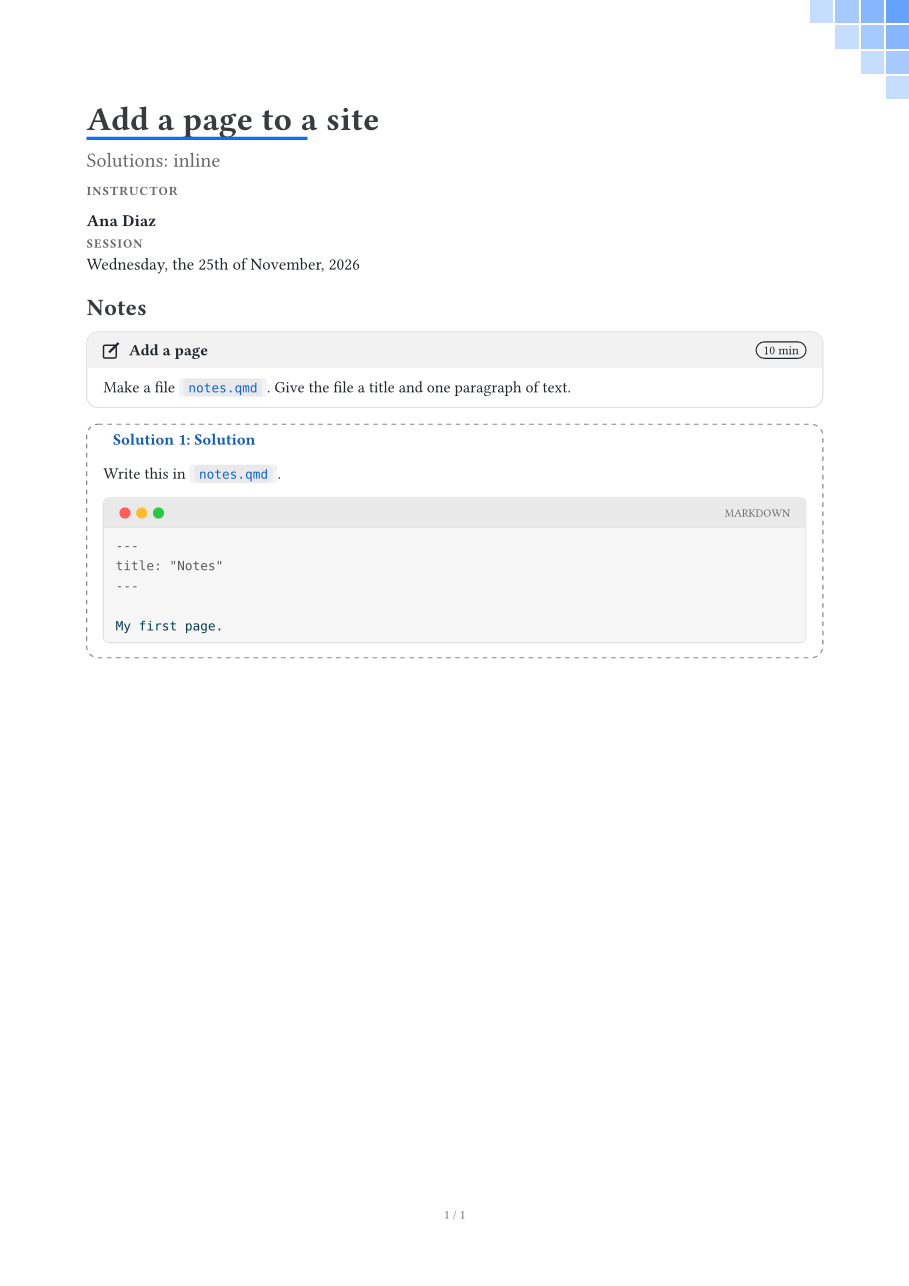 Add a page to a site
Solutions: inline
INSTRUCTOR
Ana Diaz
SESSION
Wednesday, the 25th of November, 2026
Notes
Add a page 10 min
Make a file notes.qmd. Give the file a title and one paragraph of text.
Solution 1: Solution
Write this in notes.qmd.
MARKDOWN
---
title: "Notes"
---
My first page.
1 / 1